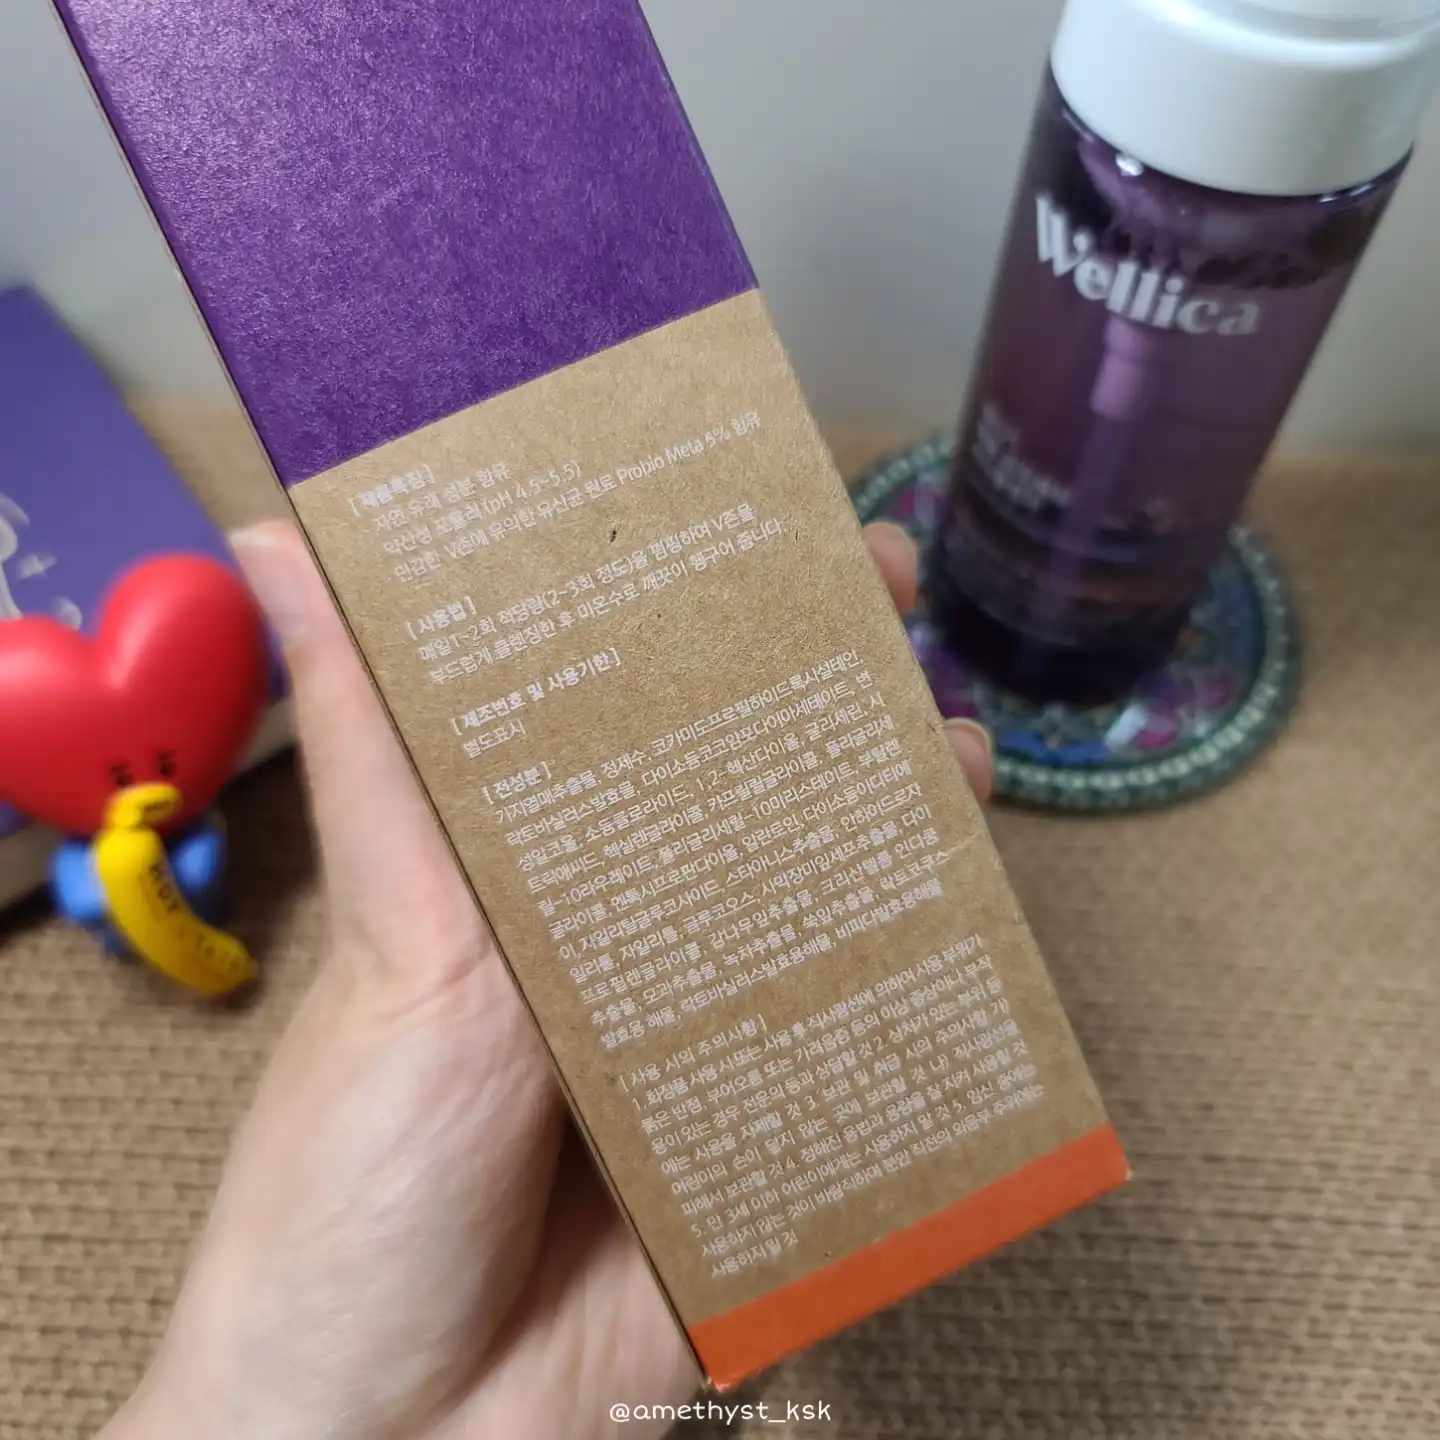 [ 제품특징 ]
자연 유래 성분 함유
약산성 포뮬러 (pH 4.5~5.5)
민감한 V존에 유의한 유산균 원료 Probio Meta 5% 함유
[ 사용법 ]
매일 1~2회 적당량(2~3회 정도)을 펌핑하여 V존을
부드럽게 클렌징한 후 미온수로 깨끗이 헹구어 줍니다.
[ 제조번호 및 사용기한 ]
별도표시
[ 전성분 ]
가지열매추출물, 정제수, 코카미도프로필하이드록시설테인,
락토바실러스발효물, 다이소듐코코암포다이아세테이트, 변
성알코올, 소듐클로라이드, 1,2-헥산다이올, 글리세린, 시
트릭애씨드, 헥실렌글라이콜, 카프릴릴글라이콜, 폴리글리세
릴-10라우레이트, 폴리글리세릴-10미리스테이트, 부틸렌
글라이콜, 멘톡시프로판다이올, 알란토인, 다이소듐이디티에
이, 자일리틸글루코사이드, 스타아니스추출물, 안하이드로자
일리톨, 자일리톨, 글루코오스, 시약장미잎세포추출물, 다이
프로필렌글라이콜, 감나무잎추출물, 크리산텔룸 인디쿰
추출물, 모과추출물, 녹차추출물, 쑥잎추출물, 락토코쿠스
발효용해물, 락토바실러스발효용해물, 비피다발효용해물
[ 사용 시의 주의사항 ]
1. 화장품 사용 시 또는 사용 후 직사광선에 의하여 사용 부위가
붉은 반점, 부어오름 또는 가려움증 등의 이상 증상이나 부작
용이 있는 경우 전문의 등과 상담할 것 2. 상처가 있는 부위 등
에는 사용을 자제할 것 3. 보관 및 취급 시의 주의사항 가)
어린이의 손이 닿지 않는 곳에 보관할 것 나) 직사광선을
피해서 보관할 것 4. 정해진 용법과 용량을 잘 지켜 사용할 것
5. 만 3세 이하 어린이에게는 사용하지 말 것 5. 임신 중에는
사용하지 않는 것이 바람직하며 분만 직전의 외음부 주위에는
사용하지 말 것
Wellica
@amethyst_ksk